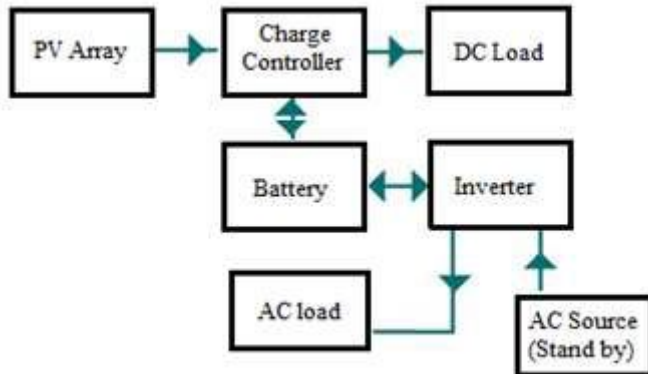 PV Array
Charge
Controller
DC Load
Battery
Inverter
AC load
AC Source
(Stand by)